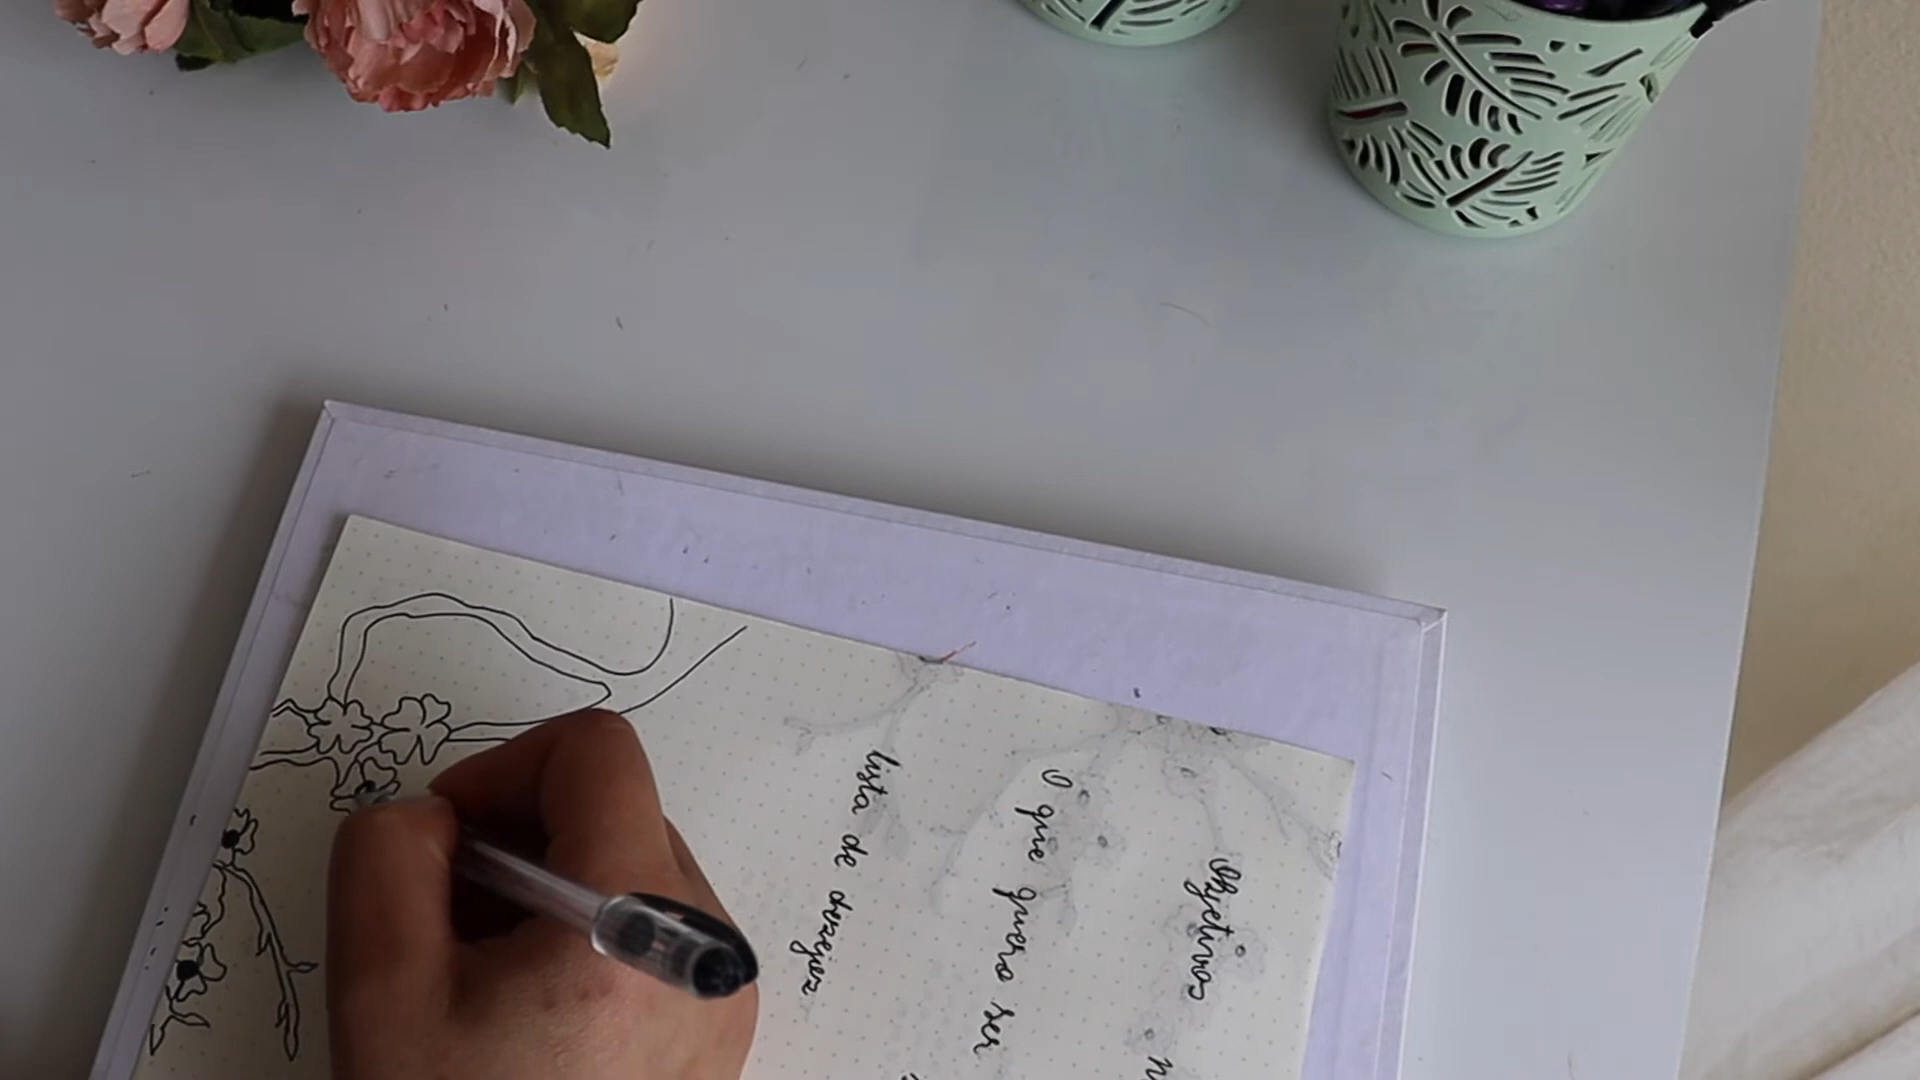 Objetivos
O que quero ser
lista de desejos